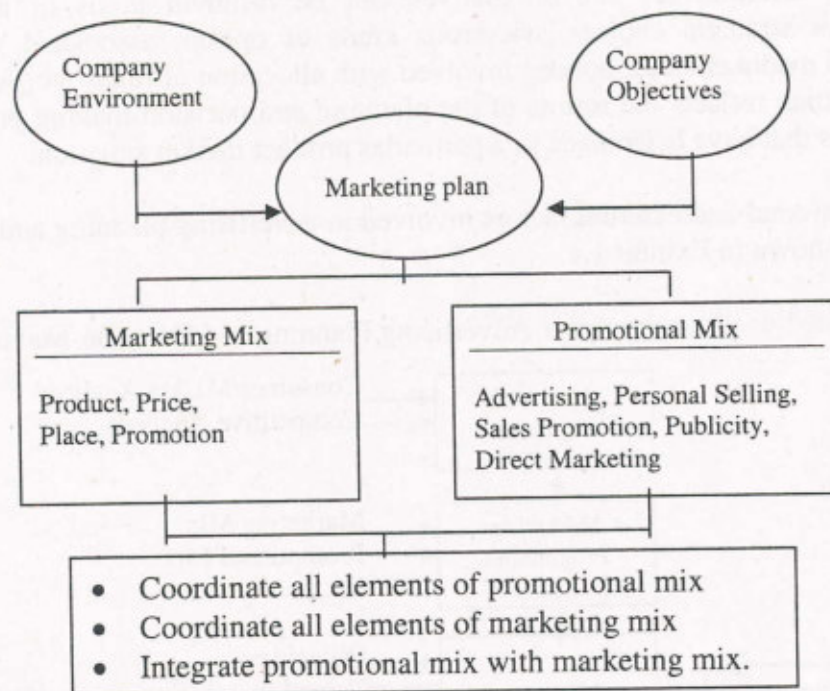 Company
Environment
Company
Objectives
Marketing plan
Marketing Mix
Product, Price,
Place, Promotion
Promotional Mix
Advertising, Personal Selling,
Sales Promotion, Publicity,
Direct Marketing
• Coordinate all elements of promotional mix
• Coordinate all elements of marketing mix
• Integrate promotional mix with marketing mix.